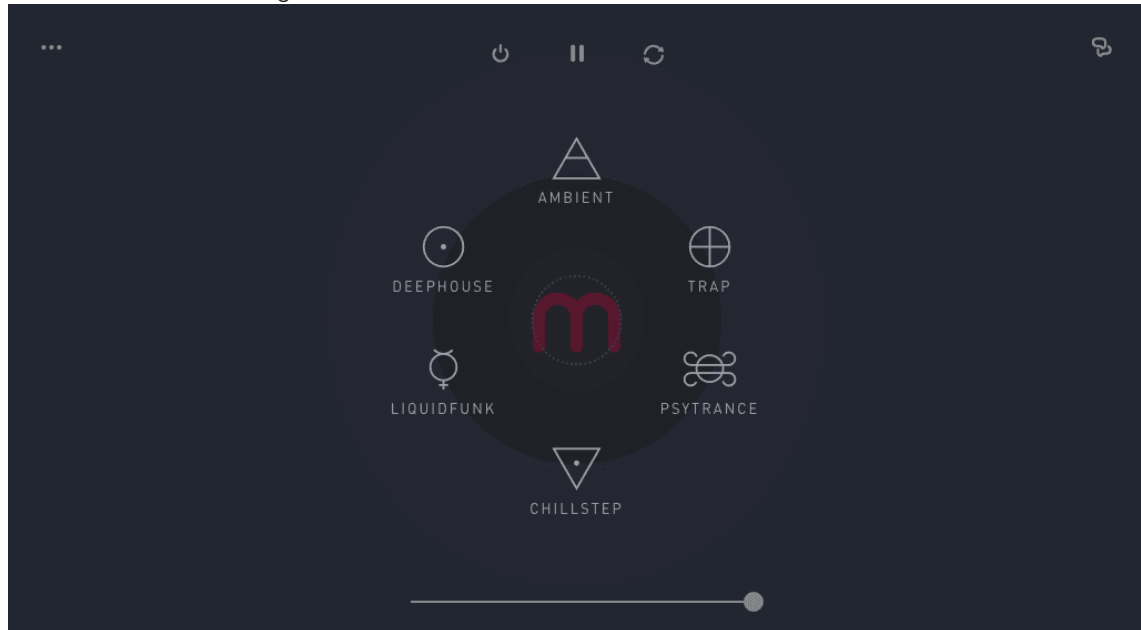 AMBIENT
DEEPHOUSE
TRAP
m
LIQUIDFUNK
PSYTRANCE
CHILLSTEP